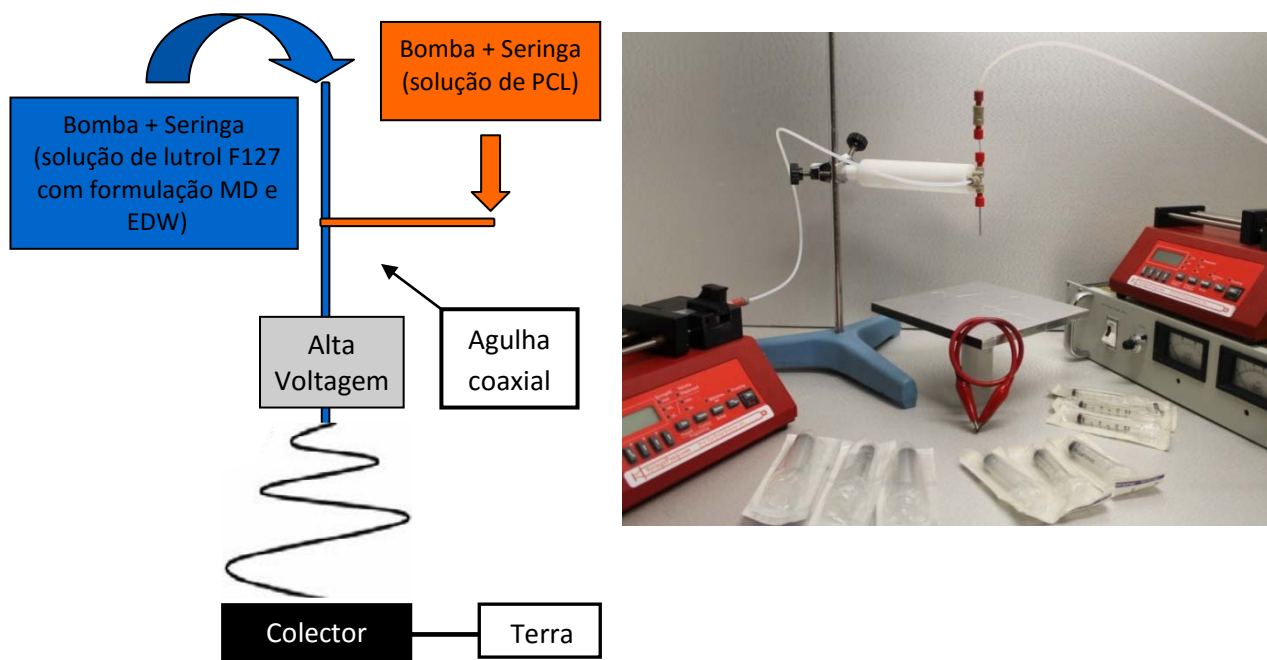 Bomba + Seringa
(solução de lutrol F127
com formulação MD e
EDW)
Bomba + Seringa
(solução de PCL)
Alta
Voltagem
Agulha
coaxial
Colector
Terra